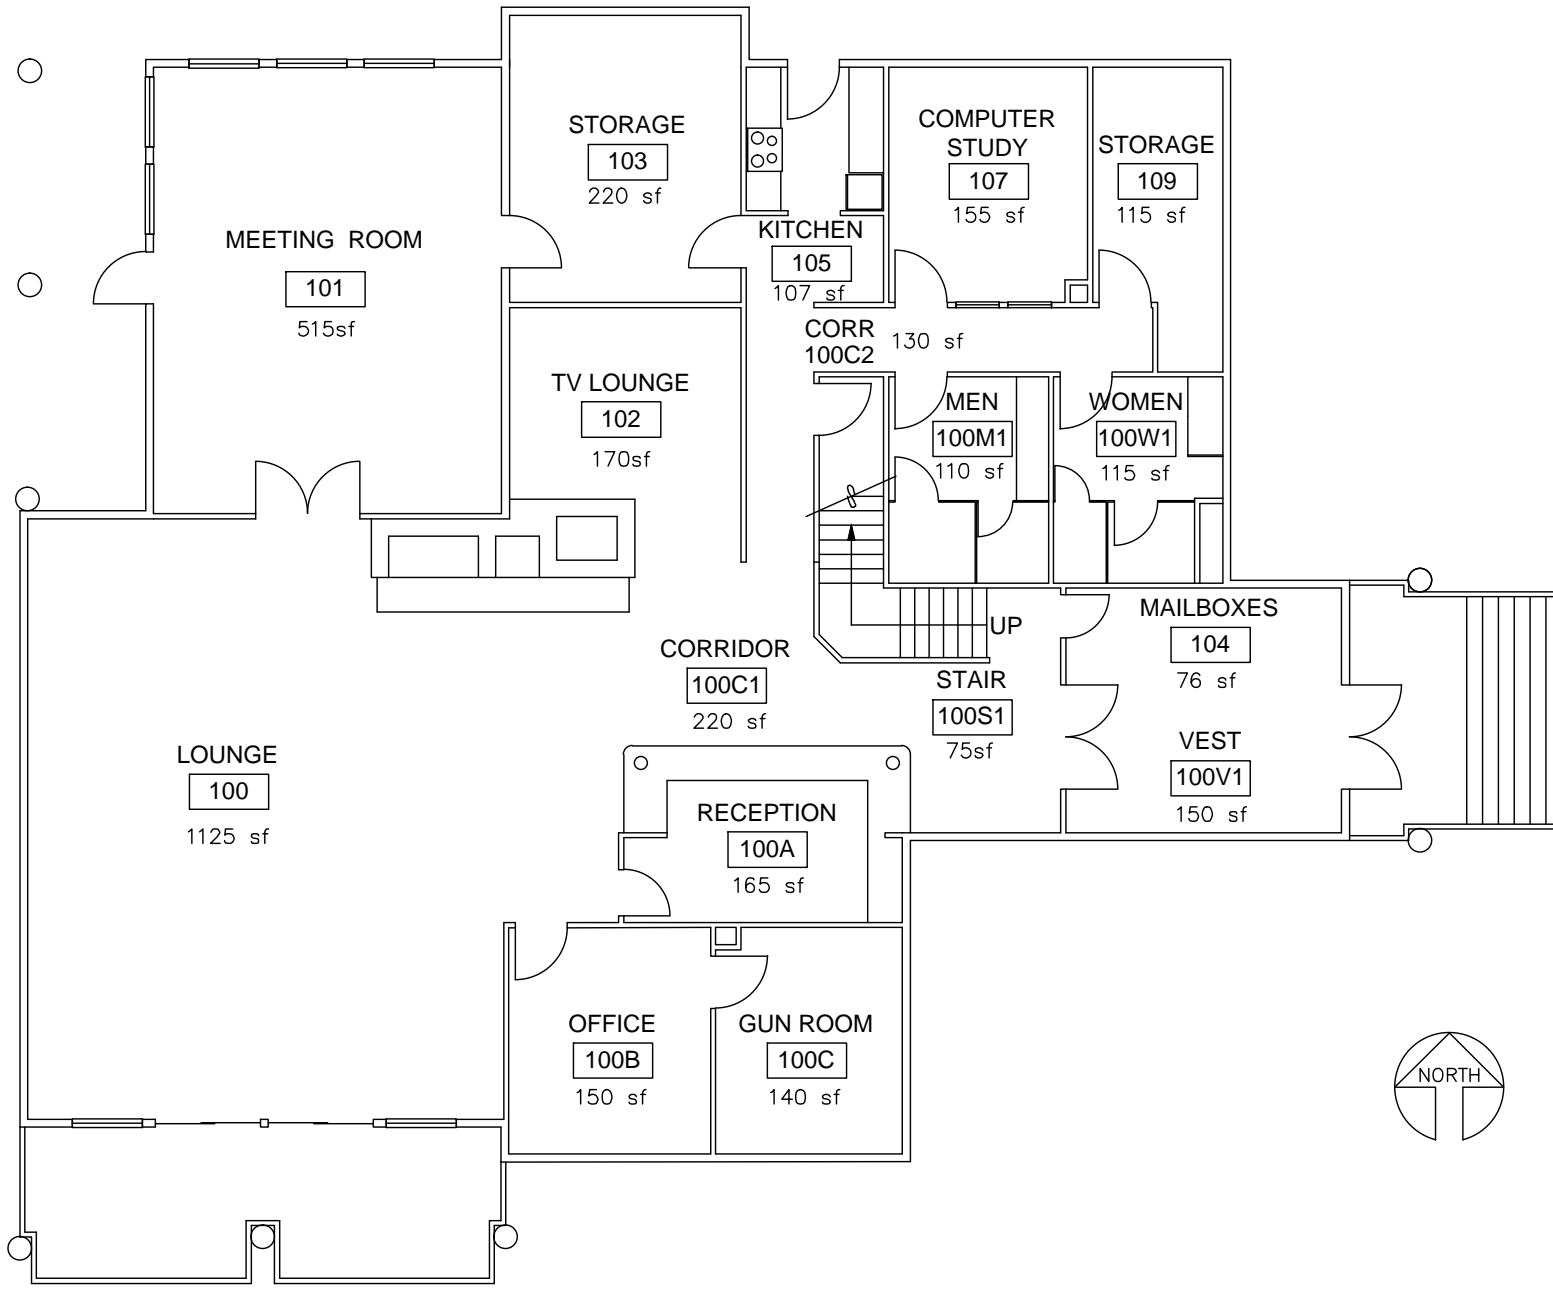 STORAGE
103
220 sf
COMPUTER
STUDY
107
155 sf
STORAGE
109
115 sf
MEETING ROOM
101
515sf
KITCHEN
105
107 sf
CORR
100C2
130 sf
TV LOUNGE
102
170sf
MEN
100M1
110 sf
WOMEN
100W1
115 sf
UP
MAILBOXES
104
76 sf
CORRIDOR
100C1
220 sf
STAIR
100S1
75sf
VEST
100V1
150 sf
LOUNGE
100
1125 sf
RECEPTION
100A
165 sf
OFFICE
100B
150 sf
GUN ROOM
100C
140 sf
NORTH